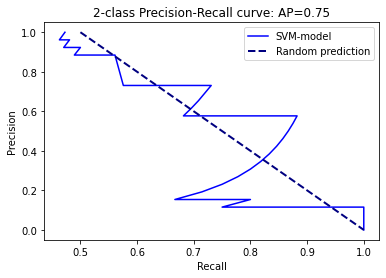 2-class Precision-Recall curve: AP=0.75
SVM-model
Random prediction
Precision
1.0
0.8
0.6
0.4
0.2
0.0
0.5
0.6
0.7
0.8
0.9
1.0
Recall